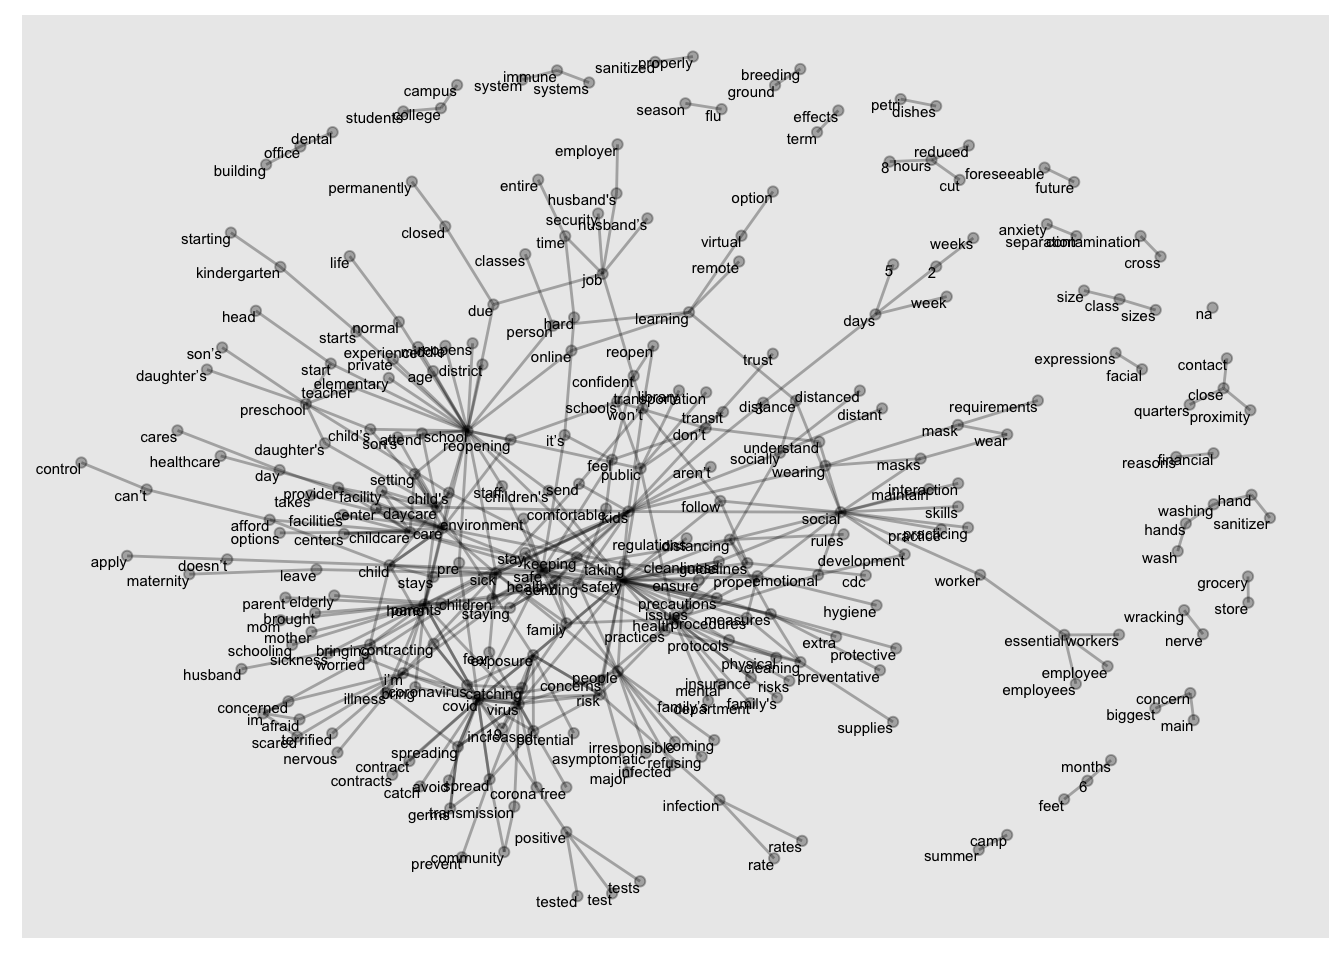 properly
sanitized
immune
system
systems
breeding
ground
campus
students
college
season
flu
petri
dishes
effects
term
dental
office
building
employer
reduced
8
hours
cut
foreseeable
future
permanently
entire
husband's
option
security
husband’s
closed
time
virtual
weeks
anxiety
separation
contamination
cross
starting
kindergarten
life
classes
job
remote
5
2
size
class
sizes
week
na
head
due
person
hard
learning
days
normal
starts
experienced
middle
reopens
private
online
reopen
trust
expressions
facial
contact
son’s
daughter’s
start
elementary
age
district
teacher
confident
close
preschool
schools
library
transportation
won’t
transit
3
distance
distanced
distant
requirements
quarters
proximity
cares
child’s
son's
attend
school
reopening
it’s
don’t
mask
wear
control
healthcare
daughter's
day
setting
feel
public
aren’t
understand
socially
wearing
masks
reasons
financial
can’t
takes
provider
facility
child's
staff
children's
send
maintain
interaction
washing
hand
afford
facilities
center
daycare
environment
comfortable
kids
follow
social
skills
hands
sanitizer
options
centers
childcare
care
regulations
distancing
rules
practice
practicing
wash
apply
doesn’t
child
pre
stay
keeping
taking
cleanliness
guidelines
development
maternity
leave
stays
sick
safe
healthy
sending
safety
ensure
proper
emotional
cdc
worker
grocery
store
parent
elderly
brought
parents
children
staying
precautions
issues
hygiene
mom
mother
family
health
procedures
measures
wracking
nerve
schooling
sickness
bringing
contracting
practices
protocols
extra
protective
essential
workers
husband
worried
fear
exposure
people
physical
cleaning
preventative
employee
i’m
bring
coronavirus
catching
concerns
insurance
risks
employees
illness
covid
virus
risk
mental
family’s
family's
department
concern
biggest
main
concerned
im
afraid
scared
terrified
nervous
19
increased
potential
supplies
spreading
asymptomatic
irresponsible
coming
refusing
infected
major
contract
contracts
catch
avoid
spread
corona
free
months
6
feet
germs
transmission
infection
positive
camp
summer
prevent
community
rates
rate
tested
test
tests